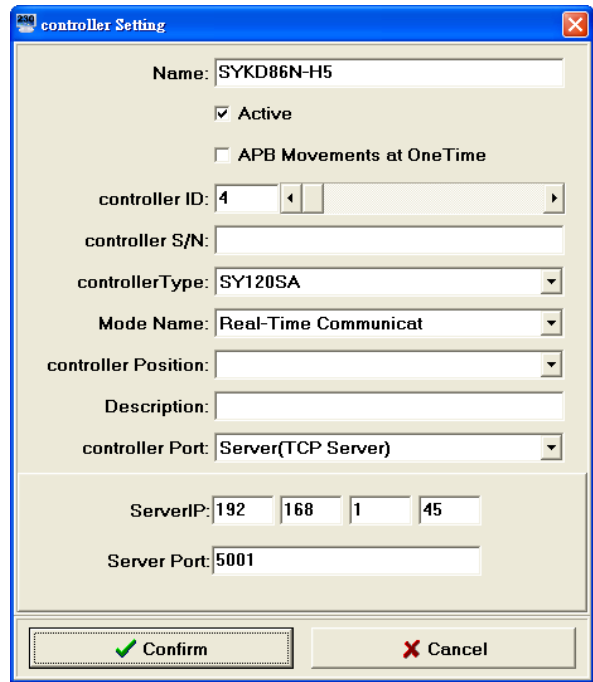 230 controller Setting
Name: SYKD86N-H5
Active
APB Movements at OneTime
controller ID: 4
controller S/N:
controllerType: SY120SA
Mode Name: Real-Time Communicat
controller Position:
Description:
controller Port: Server(TCP Server)
ServerIP: 192 168 1 45
Server Port: 5001
Confirm Cancel